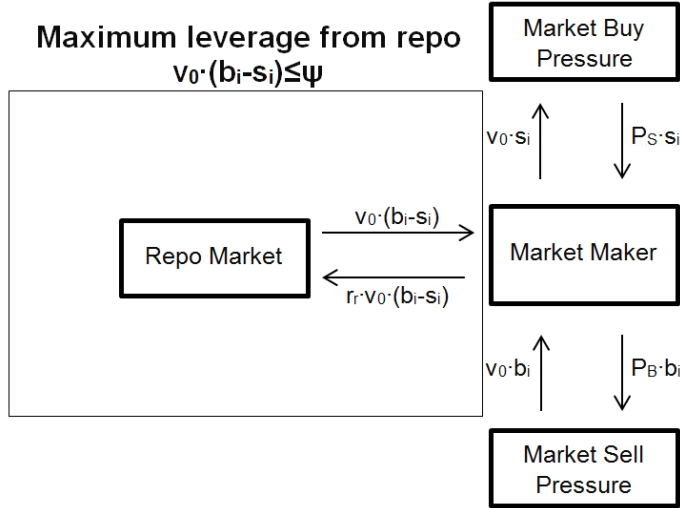 Maximum leverage from repo
v₀·(bᵢ-sᵢ)≤ψ
Market Buy
Pressure
v₀·sᵢ
Pₛ·sᵢ
Repo Market
v₀·(bᵢ-sᵢ)
rᵣ·v₀·(bᵢ-sᵢ)
Market Maker
v₀·bᵢ
P_B·bᵢ
Market Sell
Pressure